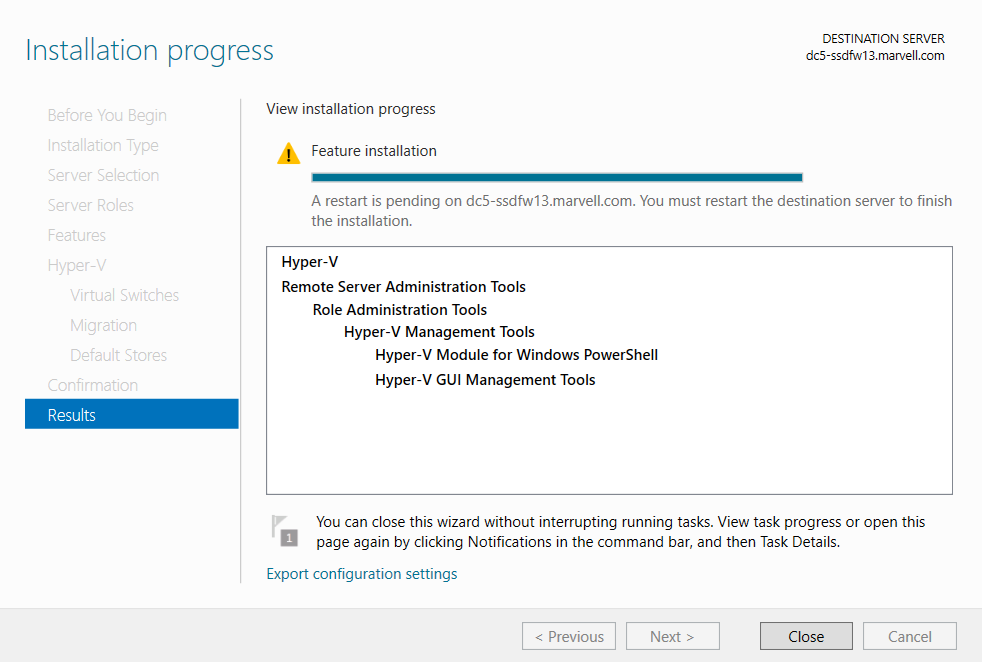 Installation progress
DESTINATION SERVER
dc5-ssdfw13.marvell.com
Before You Begin
Installation Type
Server Selection
Server Roles
Features
Hyper-V
Virtual Switches
Migration
Default Stores
Confirmation
Results
View installation progress
Feature installation
A restart is pending on dc5-ssdfw13.marvell.com. You must restart the destination server to finish
the installation.
Hyper-V
Remote Server Administration Tools
Role Administration Tools
Hyper-V Management Tools
Hyper-V Module for Windows PowerShell
Hyper-V GUI Management Tools
1
You can close this wizard without interrupting running tasks. View task progress or open this
page again by clicking Notifications in the command bar, and then Task Details.
Export configuration settings
< Previous
Next >
Close
Cancel